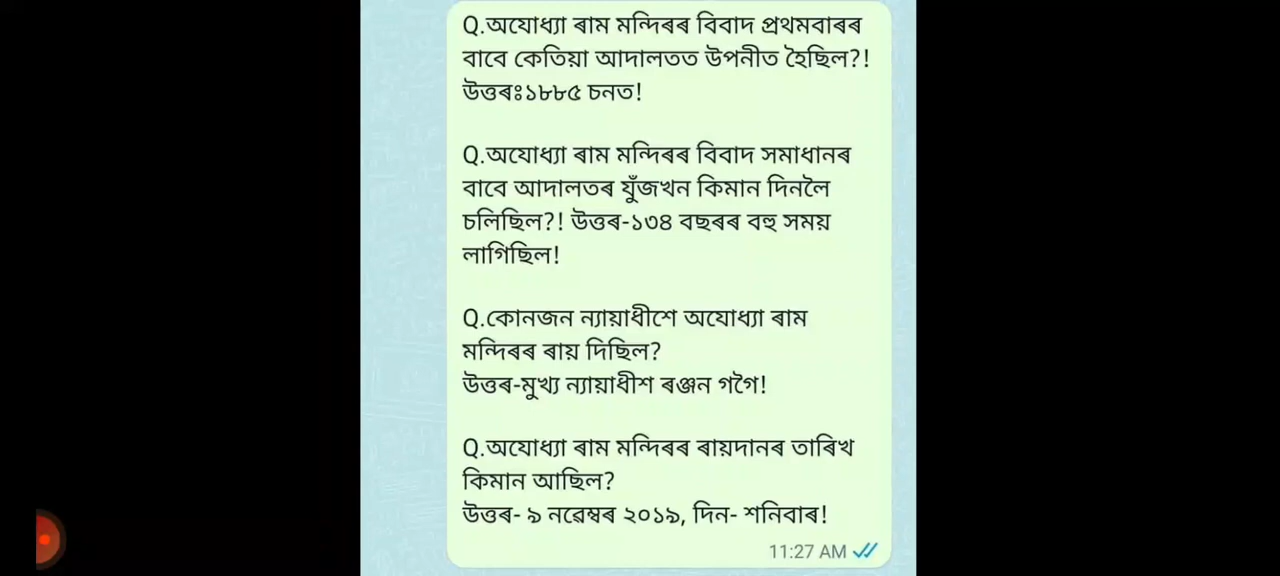 Q.অযোধ্যা ৰাম মন্দিৰৰ বিবাদ প্ৰথমবাৰৰ
বাবে কেতিয়া আদালতত উপনীত হৈছিল?!
উত্তৰঃ১৮৮৫ চনত!
Q.অযোধ্যা ৰাম মন্দিৰৰ বিবাদ সমাধানৰ
বাবে আদালতৰ যুঁজখন কিমান দিনলৈ
চলিছিল?! উত্তৰ-১৩৪ বছৰৰ বহু সময়
লাগিছিল!
Q.কোনজন ন্যায়াধীশে অযোধ্যা ৰাম
মন্দিৰৰ ৰায় দিছিল?
উত্তৰ-মুখ্য ন্যায়াধীশ ৰঞ্জন গগৈ!
Q.অযোধ্যা ৰাম মন্দিৰৰ ৰায়দানৰ তাৰিখ
কিমান আছিল?
উত্তৰ- ৯ নৱেম্বৰ ২০১৯, দিন- শনিবাৰ!
11:27 AM